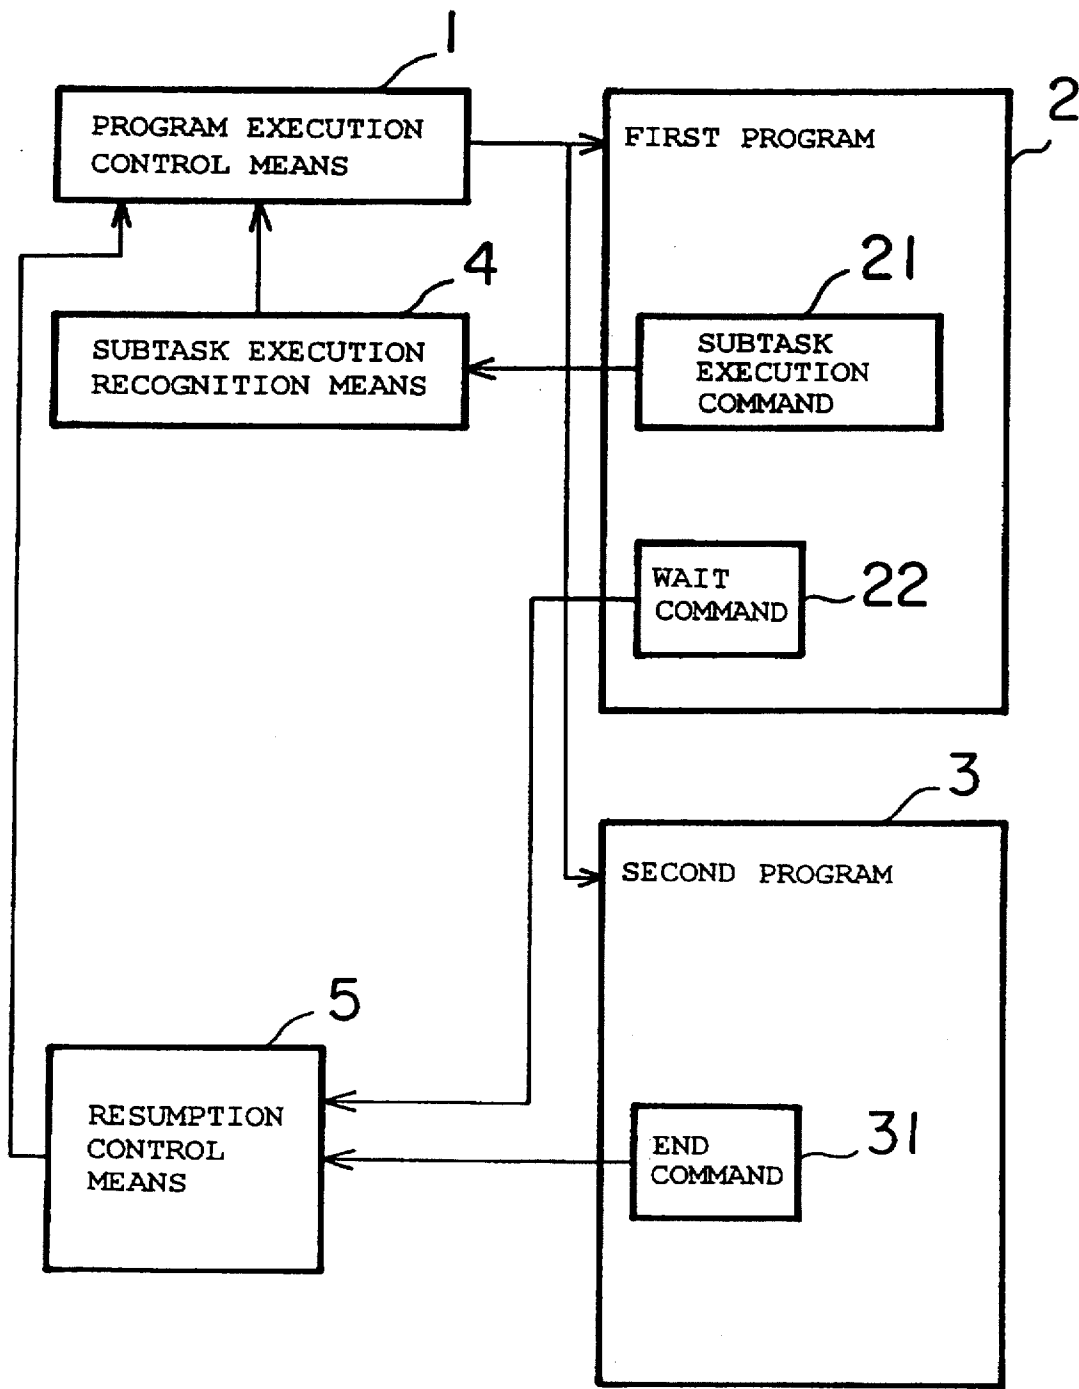 1
PROGRAM EXECUTION
CONTROL MEANS
2
FIRST PROGRAM
4
SUBTASK EXECUTION
RECOGNITION MEANS
21
SUBTASK
EXECUTION
COMMAND
WAIT
COMMAND
22
3
SECOND PROGRAM
5
RESUMPTION
CONTROL
MEANS
END
COMMAND
31